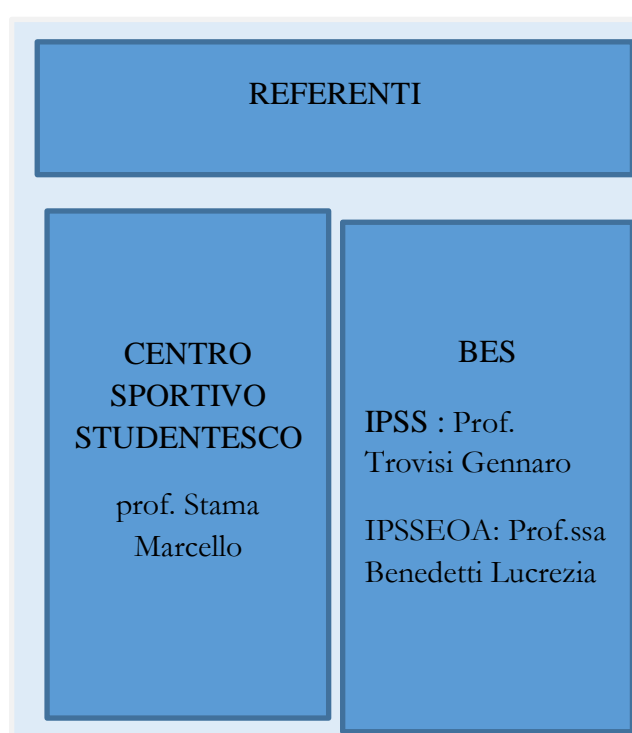 REFERENTI
CENTRO
SPORTIVO
STUDENTESCO
prof. Stama
Marcello
BES
IPSS : Prof.
Trovisi Gennaro
IPSSEOA: Prof.ssa
Benedetti Lucrezia